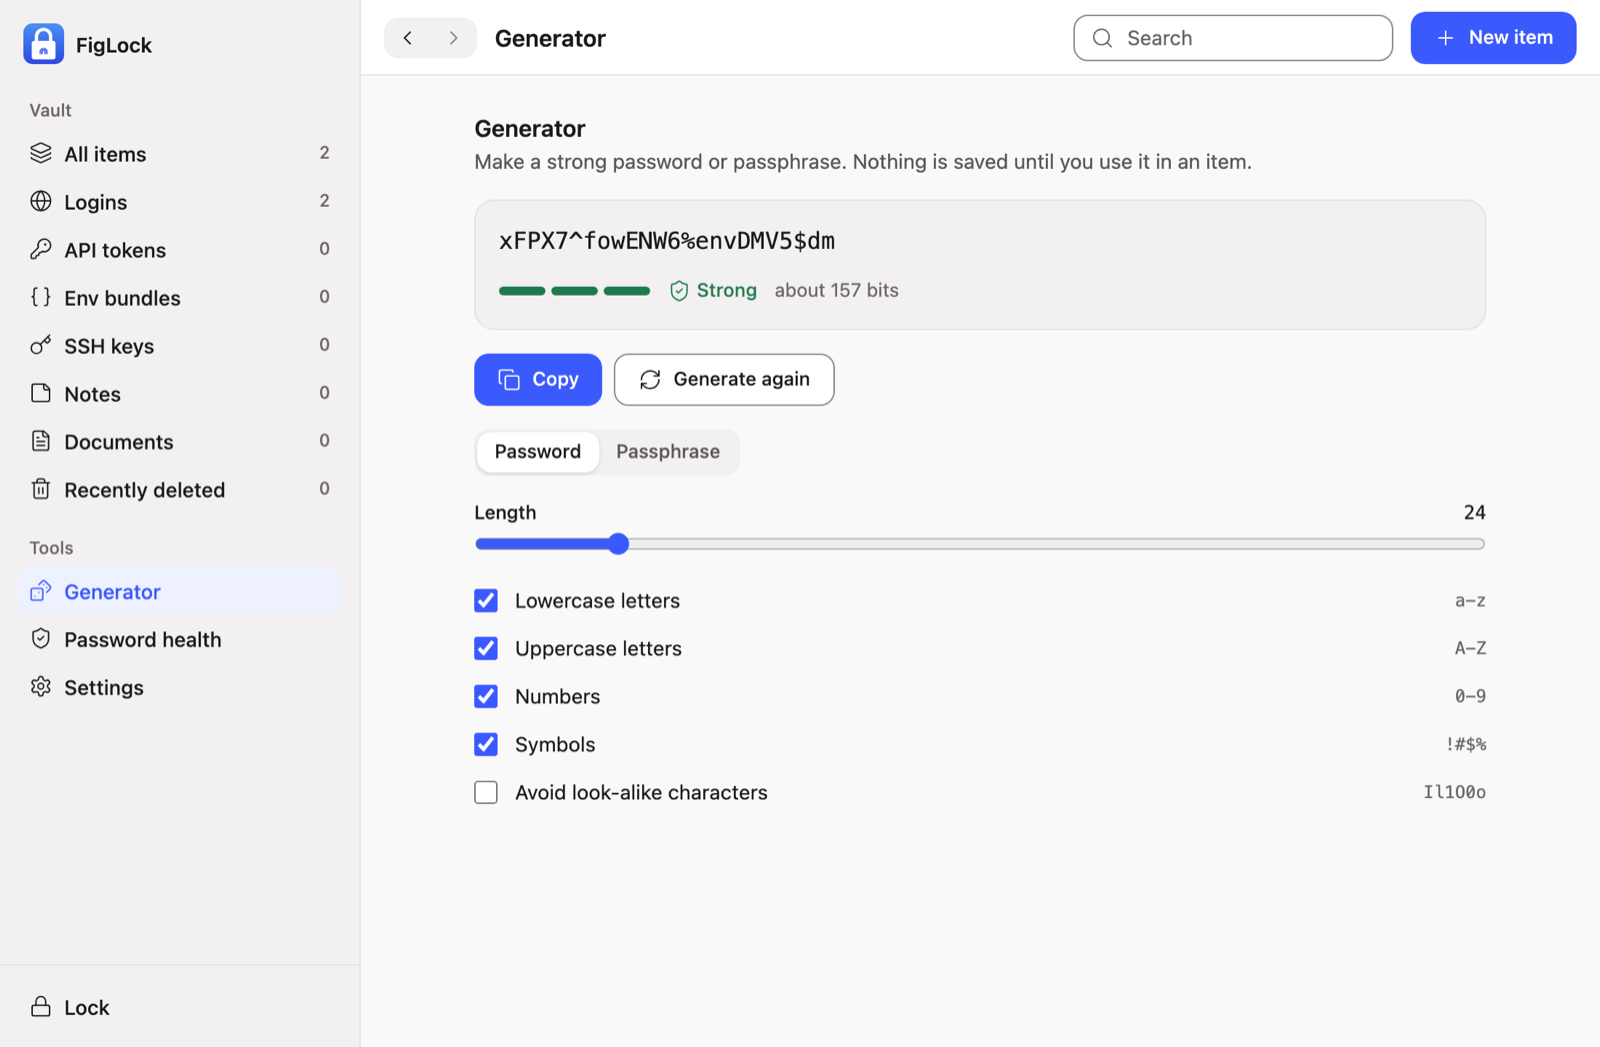 FigLock
Vault
All items 2
Logins 2
API tokens 0
Env bundles 0
SSH keys 0
Notes 0
Documents 0
Recently deleted 0
Tools
Generator
Password health
Settings
Lock
Generator
Search
New item
Generator
Make a strong password or passphrase. Nothing is saved until you use it in an item.
xFPX7^fowENW6%envDMV5$dm
Strong about 157 bits
Copy
Generate again
Password Passphrase
Length 24
Lowercase letters a–z
Uppercase letters A–Z
Numbers 0–9
Symbols !#$%
Avoid look-alike characters Il1O0o